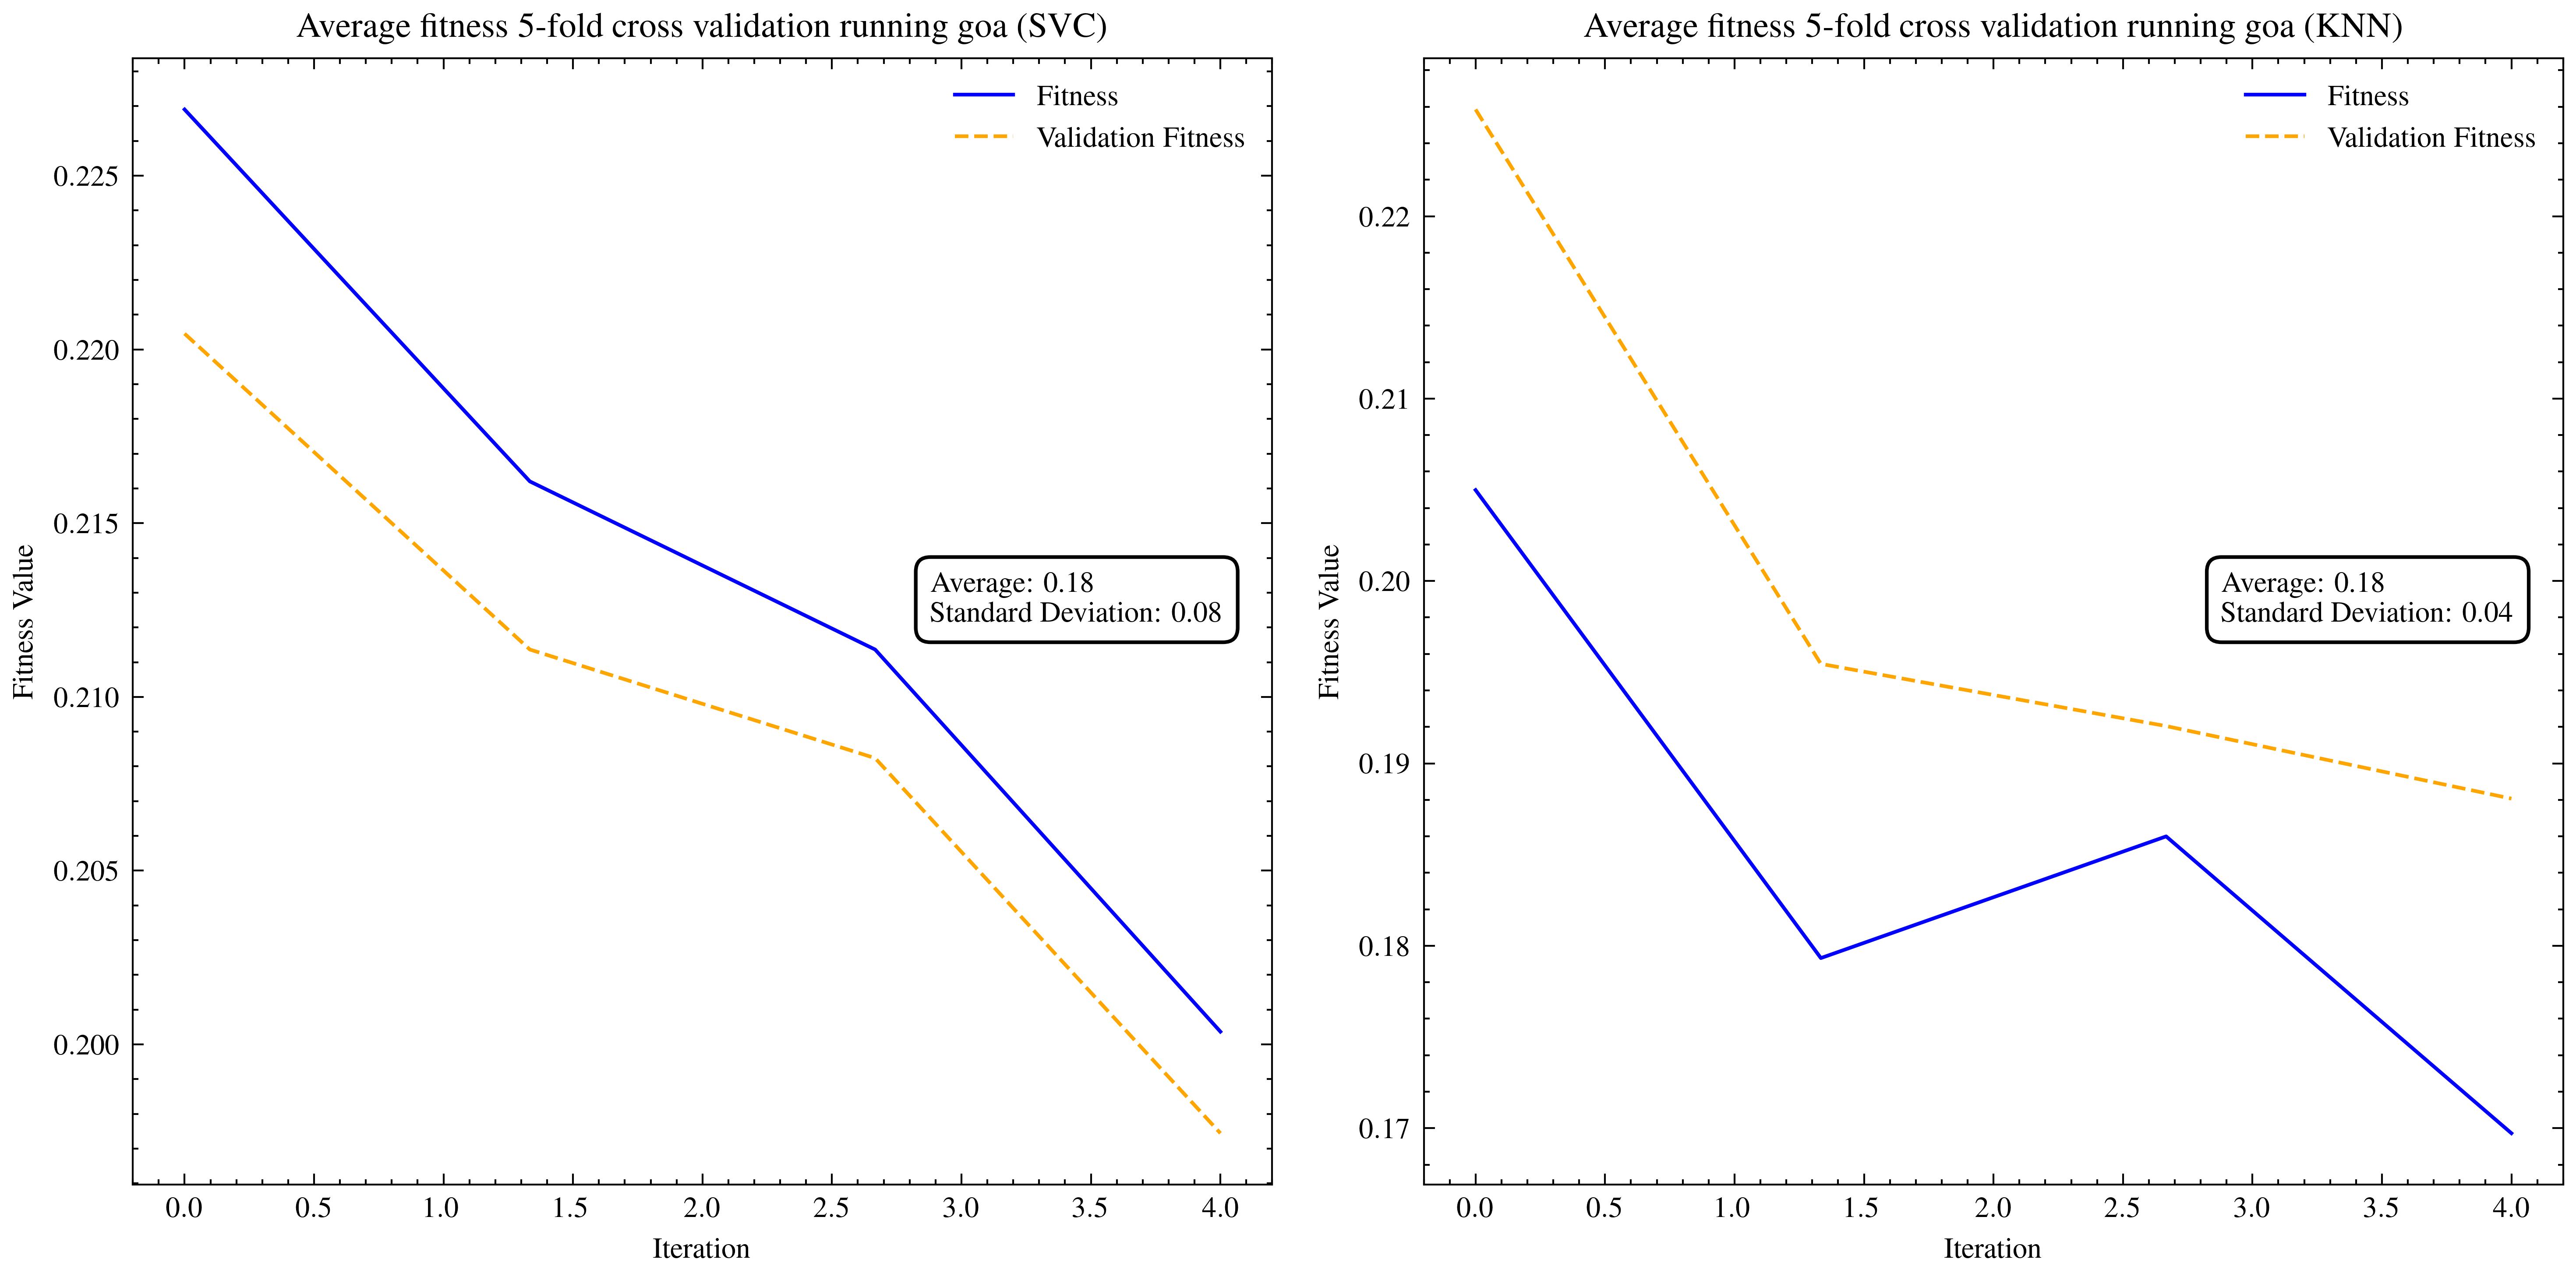 Average fitness 5-fold cross validation running goa (SVC)
Fitness
Validation Fitness
0.225
0.220
0.215
0.210
0.205
0.200
Fitness Value
Average: 0.18
Standard Deviation: 0.08
0.0 0.5 1.0 1.5 2.0 2.5 3.0 3.5 4.0
Iteration
Average fitness 5-fold cross validation running goa (KNN)
Fitness
Validation Fitness
0.22
0.21
0.20
0.19
0.18
0.17
Fitness Value
Average: 0.18
Standard Deviation: 0.04
0.0 0.5 1.0 1.5 2.0 2.5 3.0 3.5 4.0
Iteration